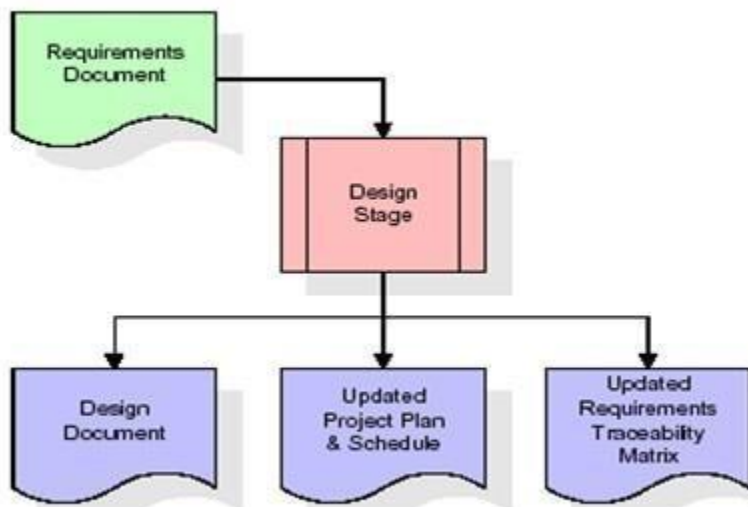 Requirements
Document
Design
Stage
Design
Document
Updated
Project Plan
& Schedule
Updated
Requirements
Traceability
Matrix